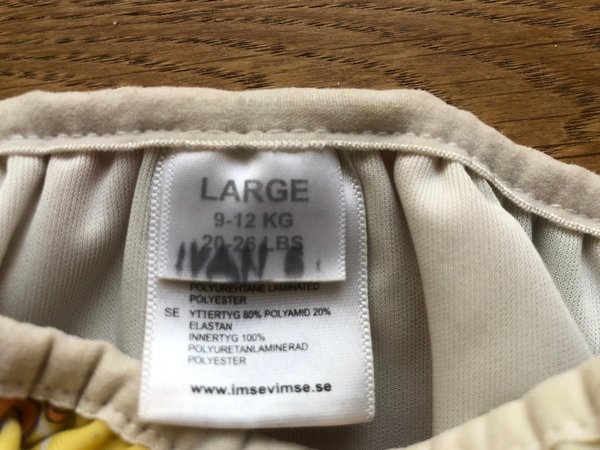 LARGE
9-12 KG
20-26 LBS
IVAN
POLYURETHANE LAMINATED
POLYESTER
SE YTTERTYG 80% POLYAMID 20%
ELASTAN
INNERTYG 100%
POLYURETANLAMINERAD
POLYESTER
www.imsevimse.se